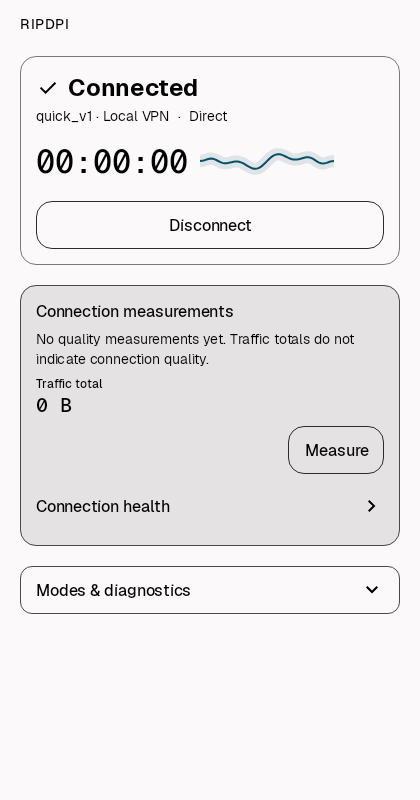 RIPDPI
Connected
quick_v1 · Local VPN · Direct
00:00:00
Disconnect
Connection measurements
No quality measurements yet. Traffic totals do not
indicate connection quality.
Traffic total
0 B
Measure
Connection health
Modes & diagnostics